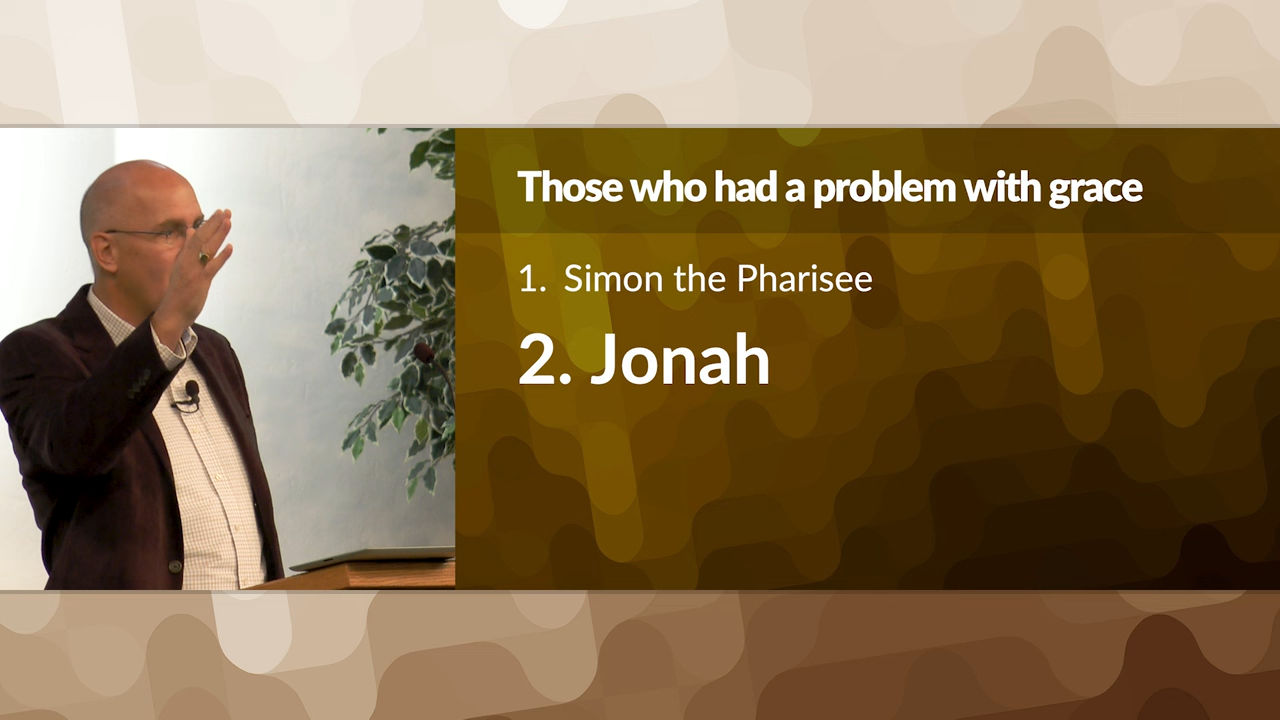 Those who had a problem with grace
1. Simon the Pharisee
2. Jonah